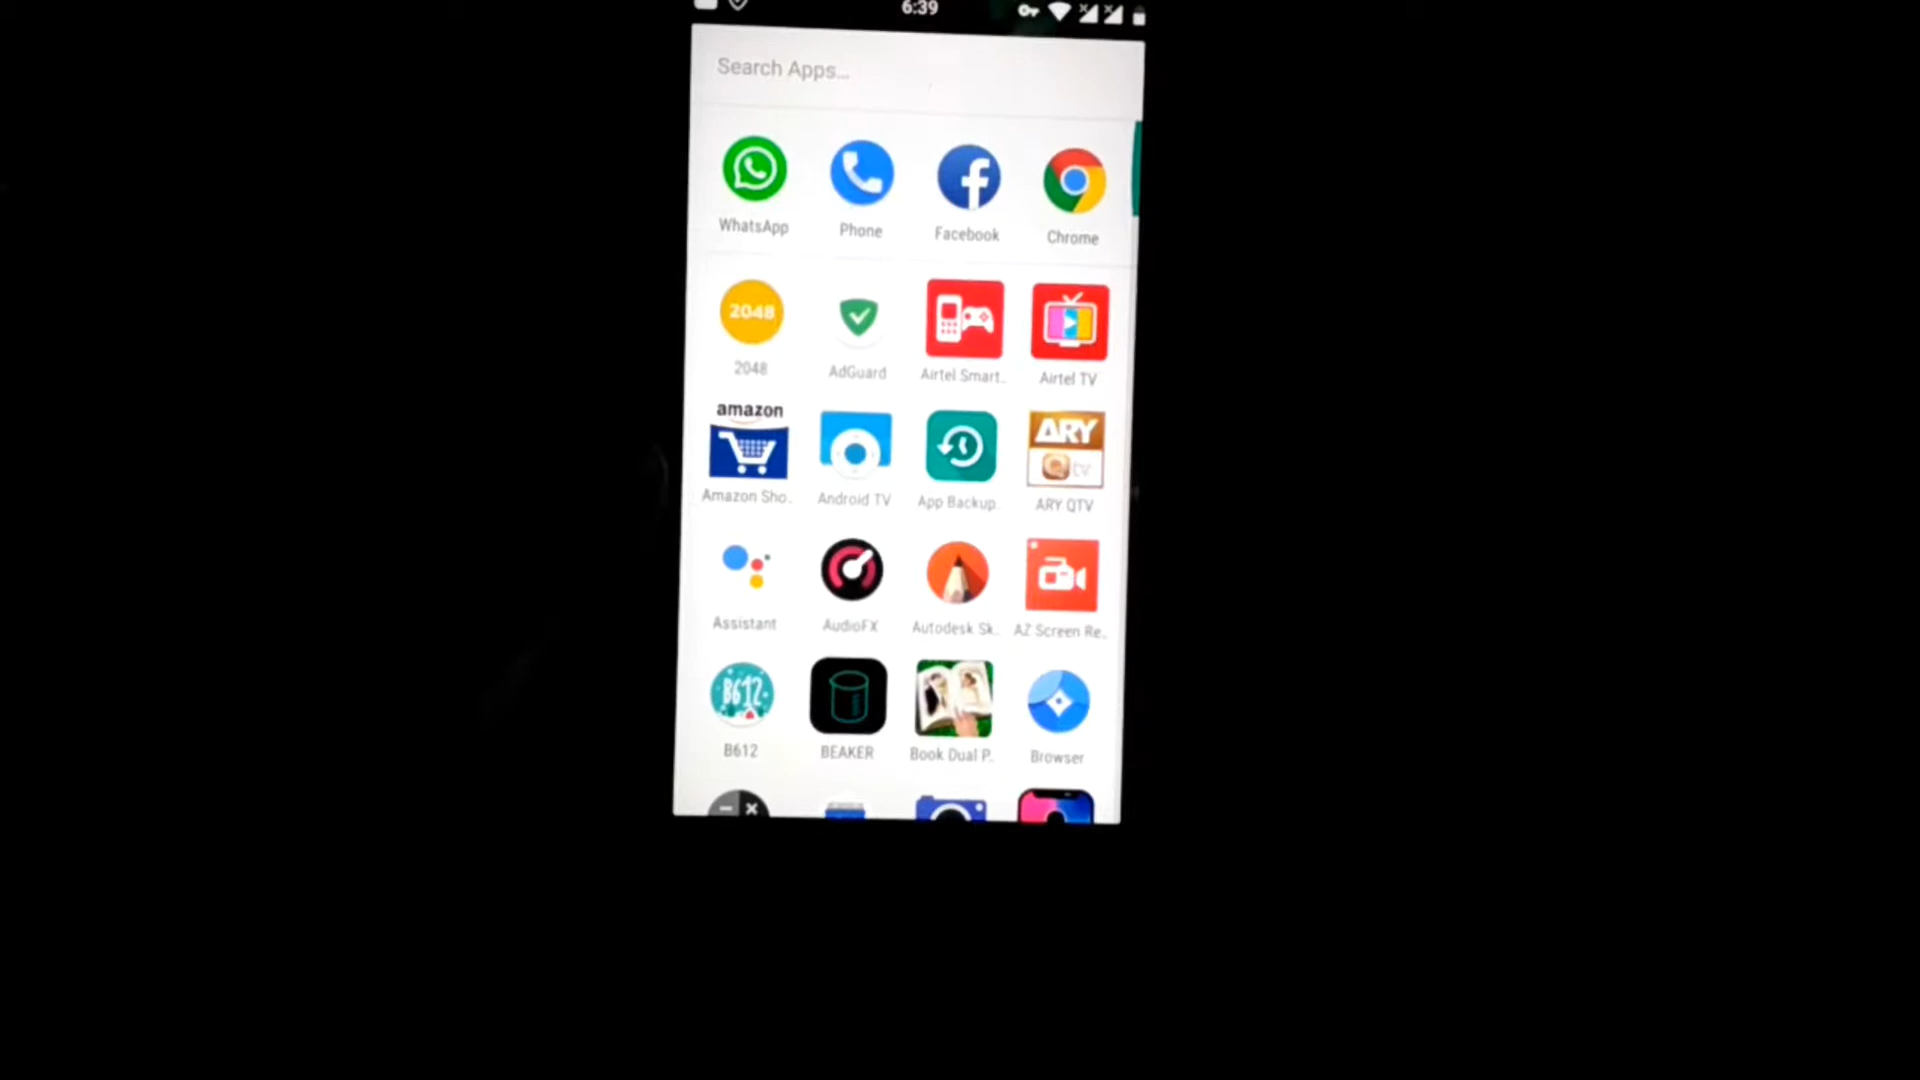 6:39
Search Apps...
WhatsApp Phone Facebook Chrome
2048
2048 AdGuard Airtel Smart.. Airtel TV
amazon
ARY
Q tv
Amazon Sho.. Android TV App Backup.. ARY QTV
Assistant AudioFX Autodesk Sk.. AZ Screen Re..
B612
B612 BEAKER Book Dual P.. Browser